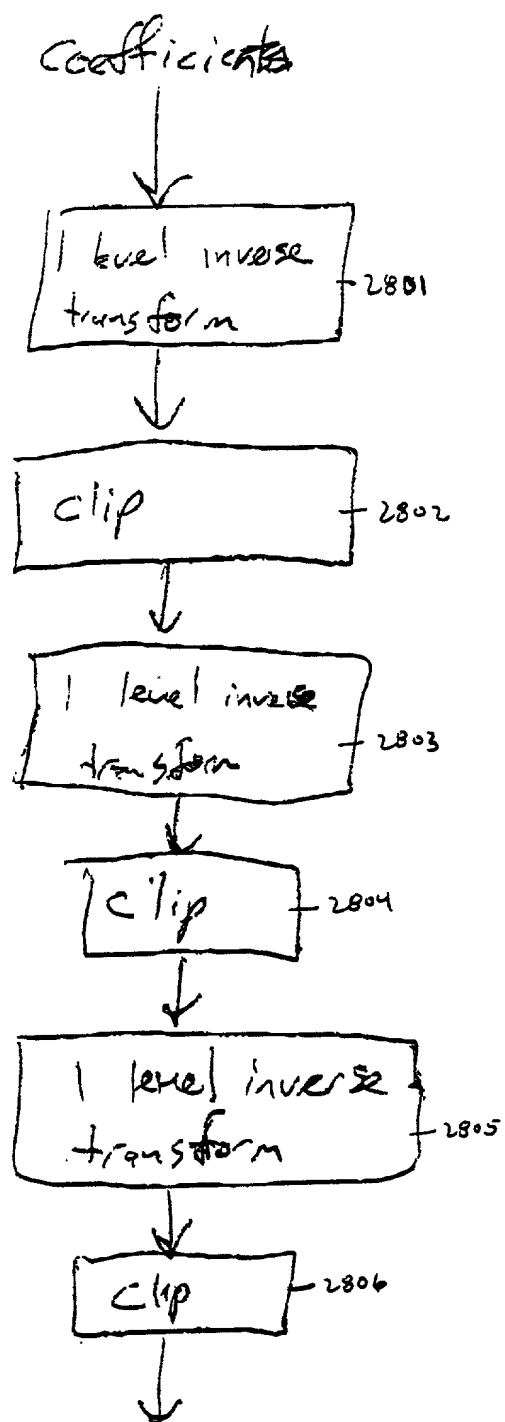 Coefficients
1 level inverse
transform
2801
clip
2802
1 level inverse
transform
2803
clip
2804
1 level inverse
transform
2805
clip
2806